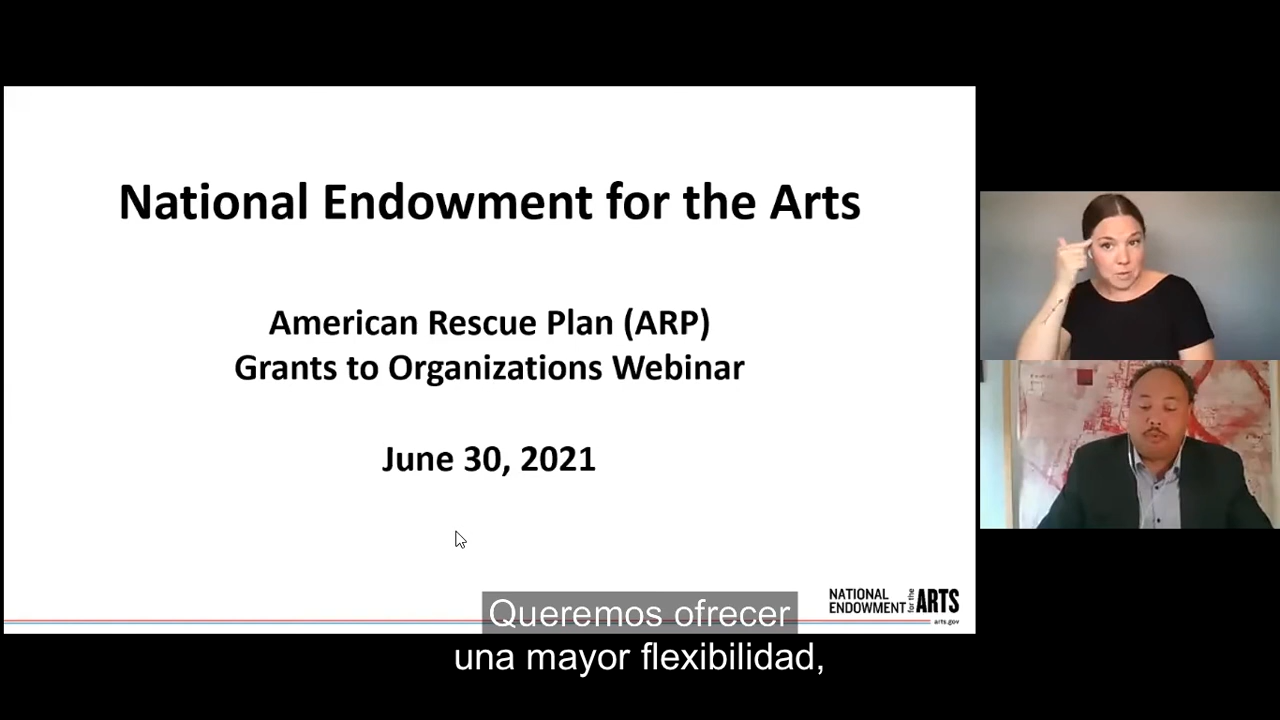 National Endowment for the Arts
American Rescue Plan (ARP)
Grants to Organizations Webinar
June 30, 2021
NATIONAL
ENDOWMENT for the ARTS
arts.gov
Queremos ofrecer
una mayor flexibilidad,